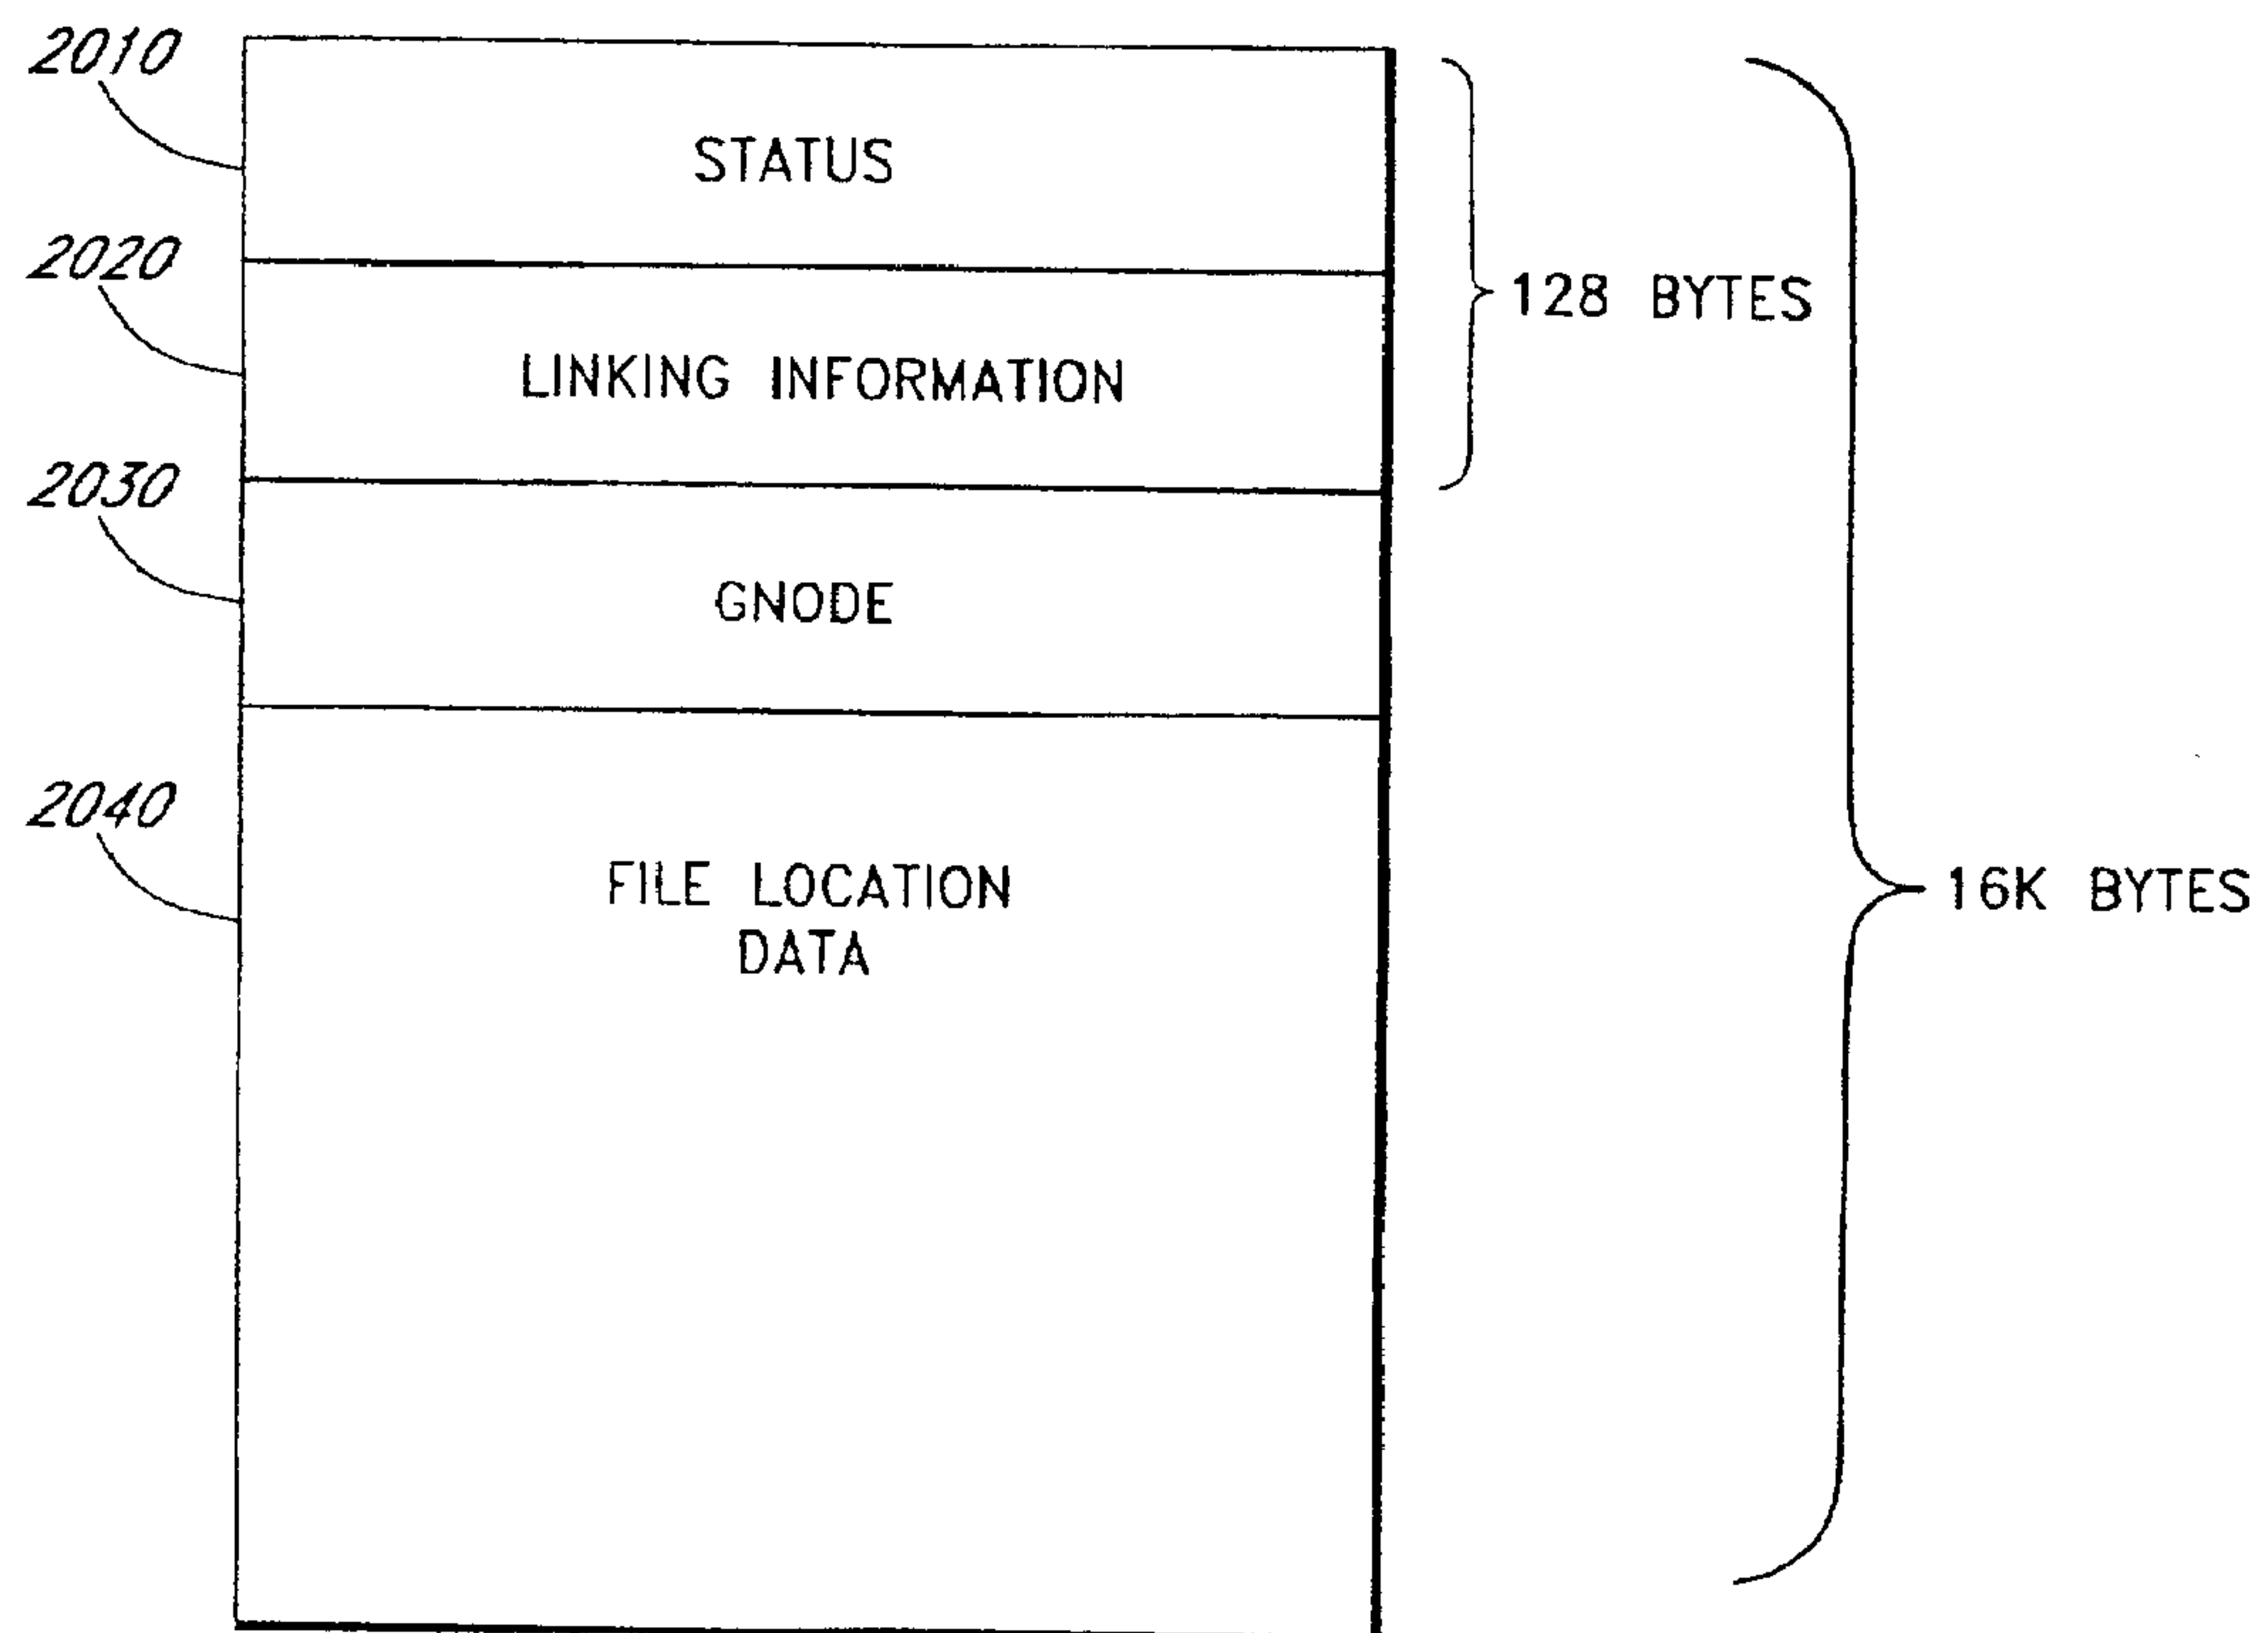 2010
STATUS
2020
128 BYTES
LINKING INFORMATION
2030
GNODE
2040
FILE LOCATION
DATA
16K BYTES